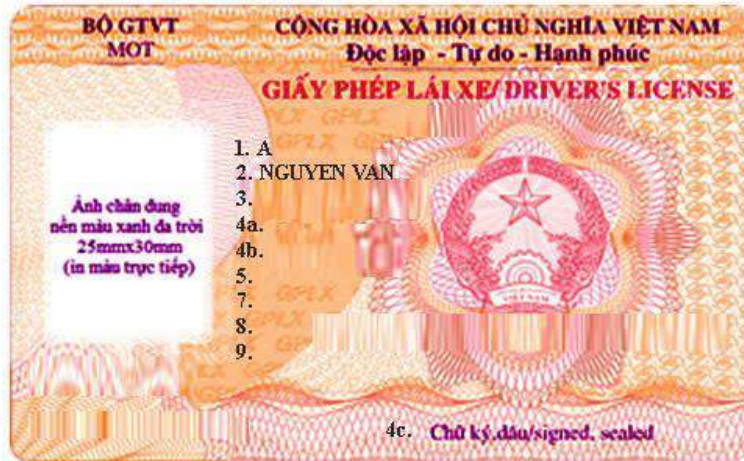 BỘ GTVT
MOT
CỘNG HÒA XÃ HỘI CHỦ NGHĨA VIỆT NAM
Độc lập - Tự do - Hạnh phúc
GIẤY PHÉP LÁI XE/ DRIVER'S LICENSE
Ảnh chân dung
nền màu xanh da trời
25mmx30mm
(in màu trực tiếp)
1. A
2. NGUYEN VAN
3.
4a.
4b.
5.
7.
8.
9.
VIỆT NAM
4c. Chữ ký,dấu/signed, sealed